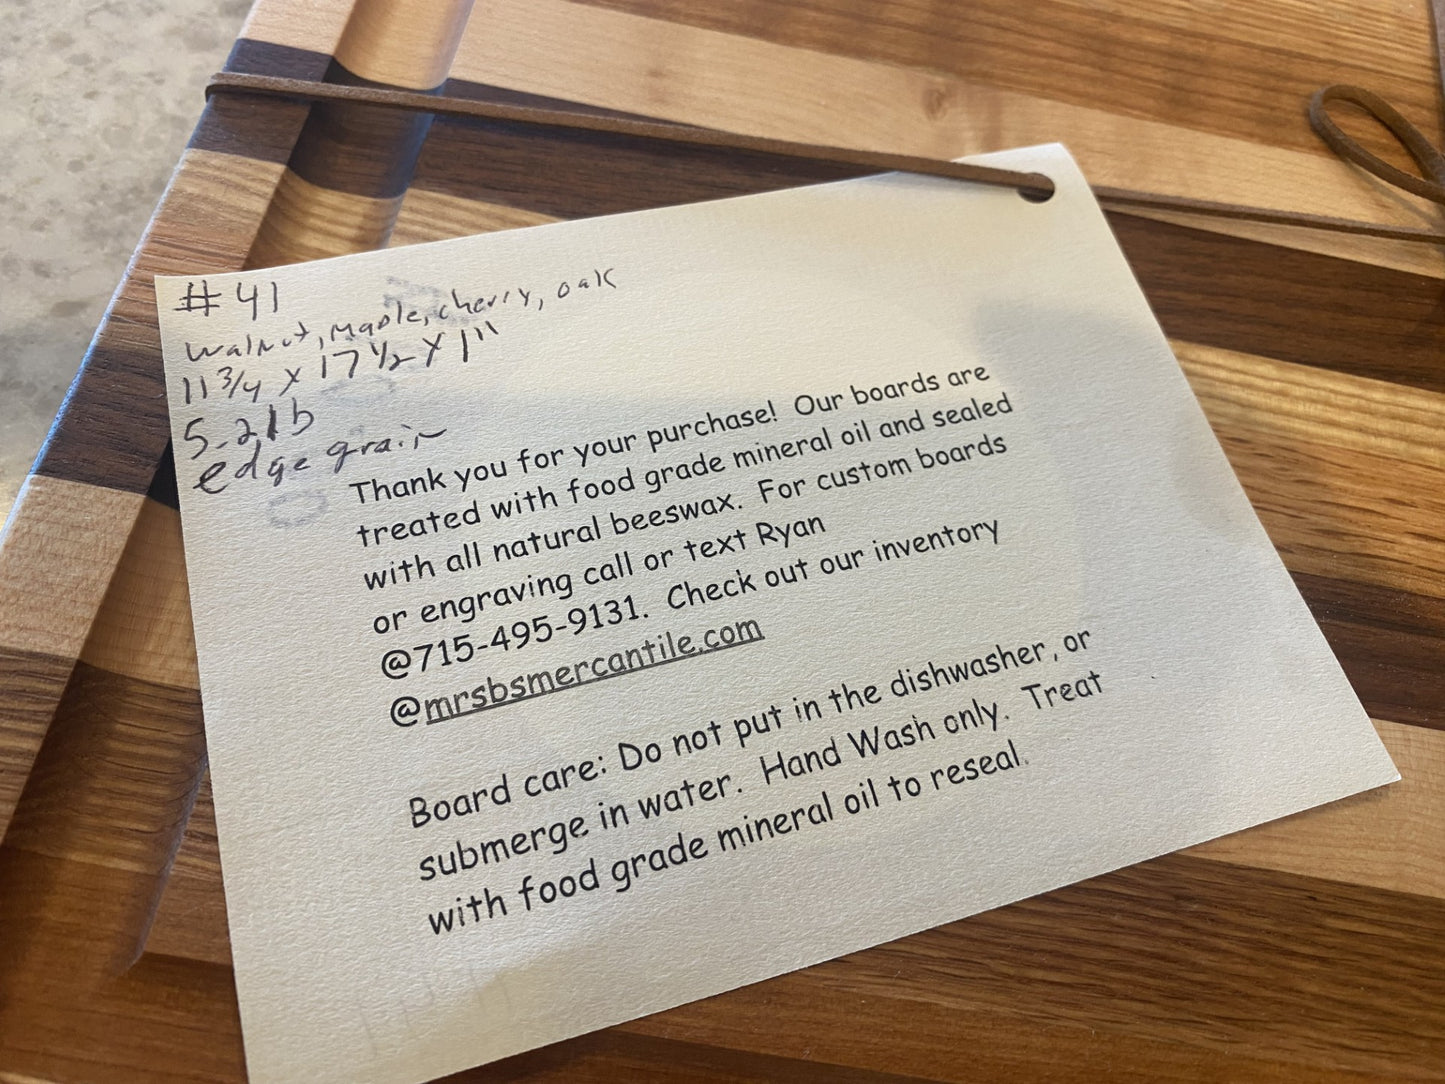 #41
walnut, maple, cherry, oak
11 3/4 x 17 1/2 x 1"
5.2lb
edge grain
Thank you for your purchase! Our boards are
treated with food grade mineral oil and sealed
with all natural beeswax. For custom boards
or engraving call or text Ryan
@715-495-9131. Check out our inventory
@mrsbsmercantile.com
Board care: Do not put in the dishwasher, or
submerge in water. Hand Wash only. Treat
with food grade mineral oil to reseal.